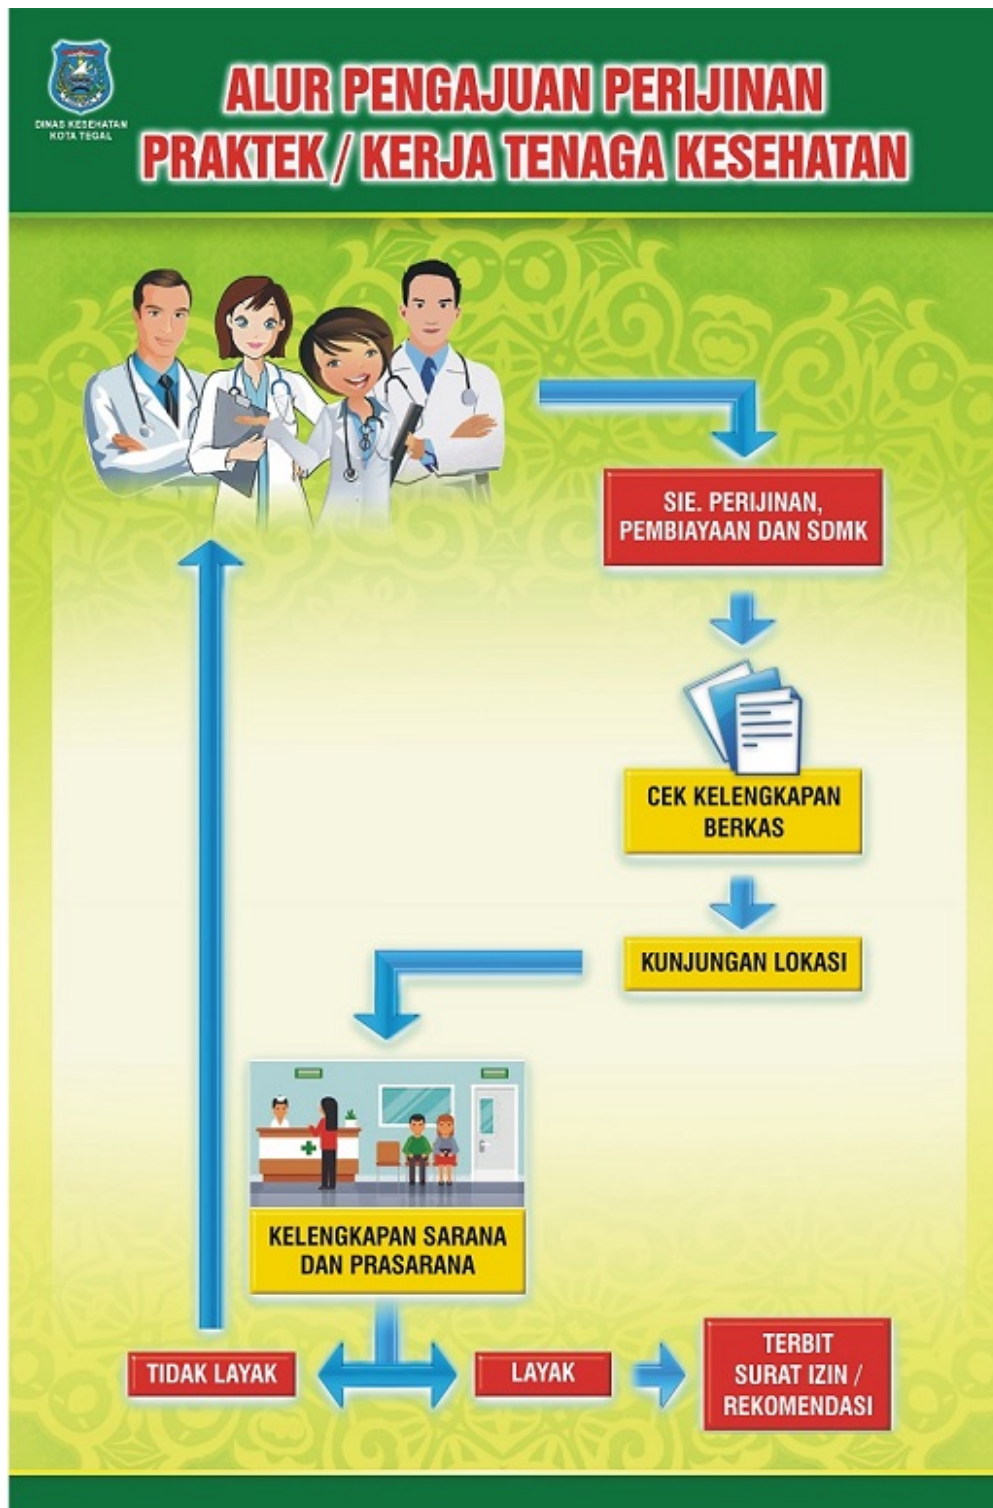 DINAS KESEHATAN
KOTA TEGAL
ALUR PENGAJUAN PERIJINAN
PRAKTEK / KERJA TENAGA KESEHATAN
SIE. PERIJINAN,
PEMBIAYAAN DAN SDMK
CEK KELENGKAPAN
BERKAS
KUNJUNGAN LOKASI
KELENGKAPAN SARANA
DAN PRASARANA
TIDAK LAYAK
LAYAK
TERBIT
SURAT IZIN /
REKOMENDASI